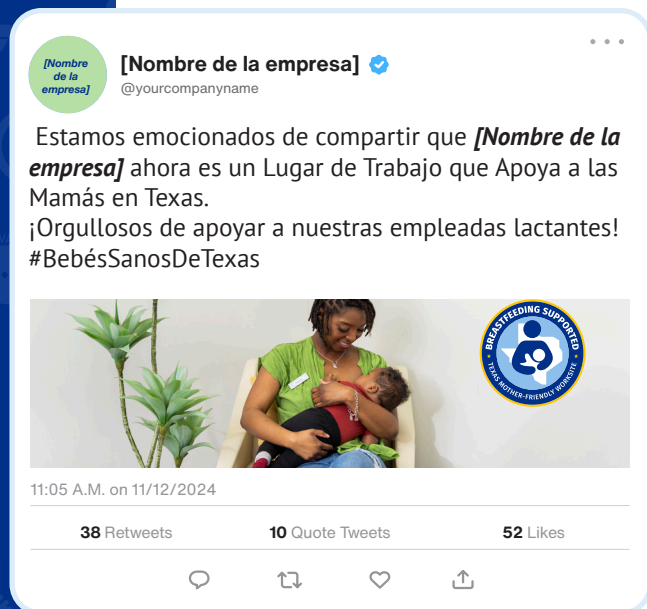 [Nombre
de la
empresa]
[Nombre de la empresa]
@yourcompanyname
Estamos emocionados de compartir que [Nombre de la
empresa] ahora es un Lugar de Trabajo que Apoya a las
Mamás en Texas.
¡Orgullosos de apoyar a nuestras empleadas lactantes!
#BebésSanosDeTexas
BREASTFEEDING SUPPORTED
TEXAS MOTHER-FRIENDLY WORKSITE
11:05 A.M. on 11/12/2024
38 Retweets 10 Quote Tweets 52 Likes